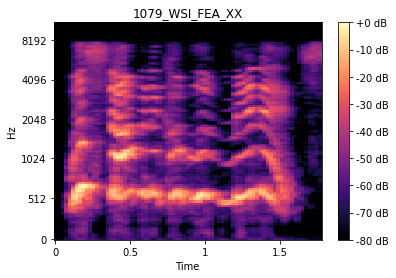 1079_WSI_FEA_XX
8192
4096
2048
1024
512
0
Hz
0
0.5
1
1.5
Time
+0 dB
-10 dB
-20 dB
-30 dB
-40 dB
-50 dB
-60 dB
-70 dB
-80 dB